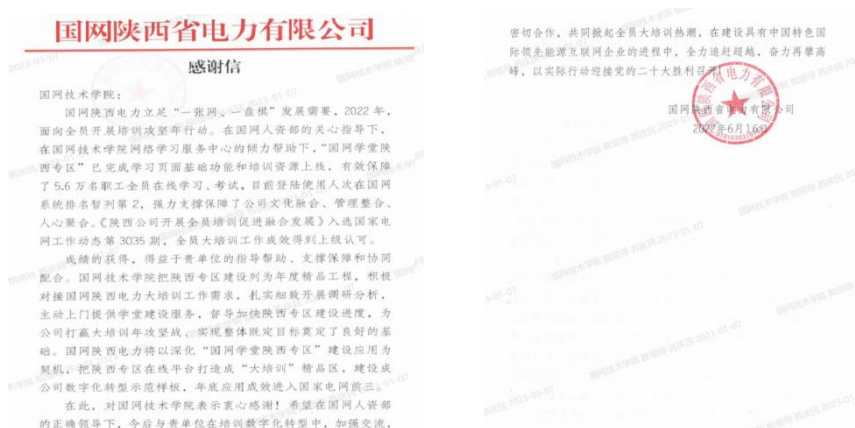 国网陕西省电力有限公司
感谢信
国网技术学院：
国网陕西电力立足“一张网、一盘棋”发展需要，2022年，
面向全员开展培训攻坚年行动。在国网人资部的关心指导下，
在国网技术学院网络学习服务中心的倾力帮助下，“国网学堂陕
西专区”已完成学习页面基础功能和培训资源上线，有效保障
了5.6万名职工全员在线学习、考试，目前登陆使用人次在国网
系统排名暂列第2，强力支撑保障了公司文化融合、管理整合、
人心聚合。《陕西公司开展全员培训促进融合发展》入选国家电
网工作动态第3035期，全员大培训工作成效得到上级认可。
成绩的获得，得益于贵单位的指导帮助、支撑保障和协同
配合。国网技术学院把陕西专区建设列为年度精品工程，积极
对接国网陕西电力大培训工作需求，扎实细致开展调研分析，
主动上门提供学堂建设服务，督导加快陕西专区建设进度，为
公司打赢大培训年攻坚战、实现整体既定目标奠定了良好的基
础。国网陕西电力将以深化“国网学堂陕西专区”建设应用为
契机，把陕西专区在线平台打造成“大培训”精品区，建设成
公司数字化转型示范样板，年底应用成效进入国家电网前三。
在此，对国网技术学院表示衷心感谢！希望在国网人资部
的正确领导下，今后与贵单位在培训数字化转型中，加强交流，
密切合作，共同掀起全员大培训热潮，在建设具有中国特色国
际领先能源互联网企业的进程中，全力追赶超越，奋力再攀高
峰，以实际行动迎接党的二十大胜利召开！
国网陕西省电力有限公司
2022年6月16日